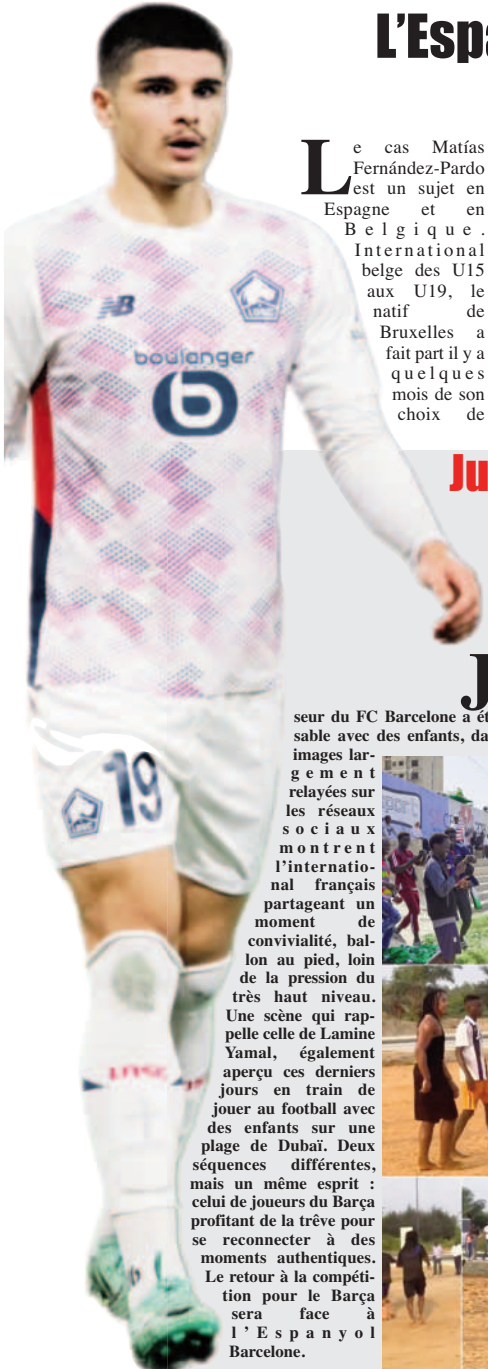 L'Espa
Le cas Matías
Fernández-Pardo
est un sujet en
Espagne et en
Belgique.
International
belge des U15
aux U19, le
natif de
Bruxelles a
fait part il y a
quelques
mois de son
choix de
NB
boulanger
b
Ju
J
seur du FC Barcelone a ét
sable avec des enfants, da
images lar-
gement
relayées sur
les réseaux
sociaux
montrent
l'internatio-
nal français
partageant un
moment de
convivialité, bal-
lon au pied, loin
de la pression du
très haut niveau.
Une scène qui rap-
pelle celle de Lamine
Yamal, également
aperçu ces derniers
jours en train de
jouer au football avec
des enfants sur une
plage de Dubaï. Deux
séquences différentes,
mais un même esprit :
celui de joueurs du Barça
profitant de la trêve pour
se reconnecter à des
moments authentiques.
Le retour à la compéti-
tion pour le Barça
sera face à
l'Espanyol
Barcelone.
19
LOSC